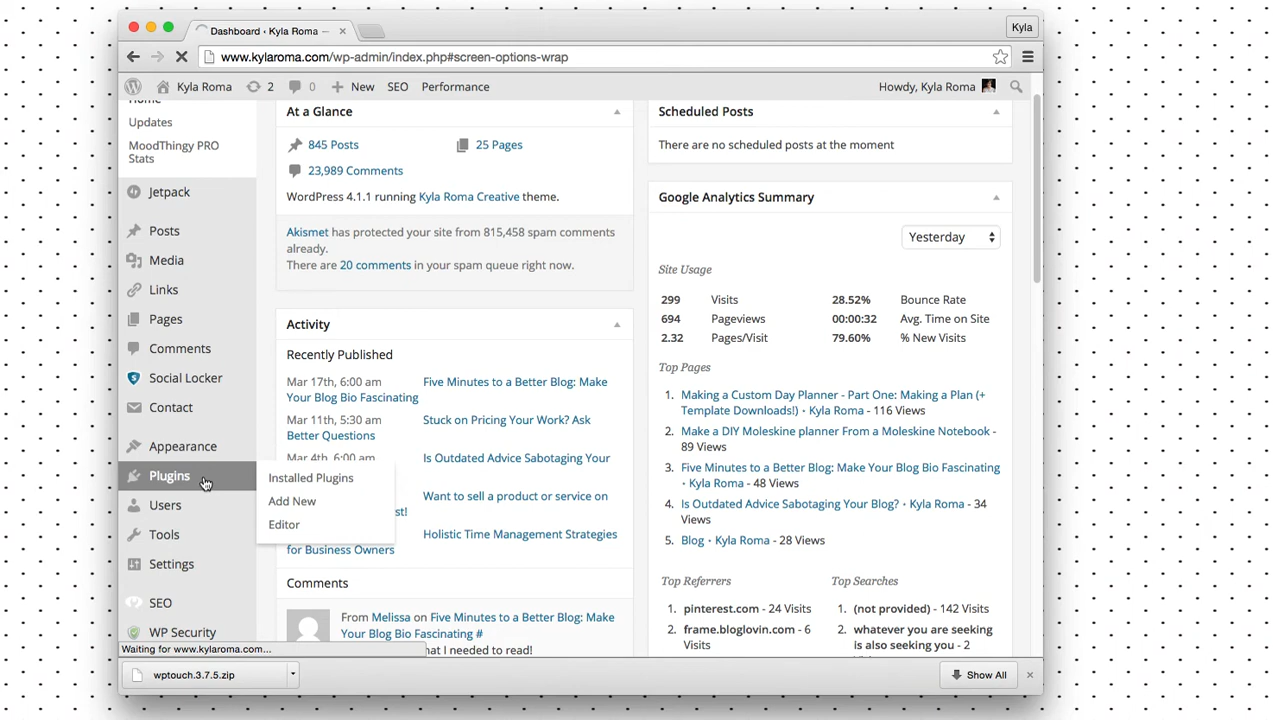 Dashboard ‹ Kyla Roma —
Kyla
www.kylaroma.com/wp-admin/index.php#screen-options-wrap
Kyla Roma
2
0
New
SEO
Performance
Howdy, Kyla Roma
Home
Updates
MoodThingy PRO
Stats
Jetpack
Posts
Media
Links
Pages
Comments
Social Locker
Contact
Appearance
Plugins
Users
Tools
Settings
SEO
WP Security
Installed Plugins
Add New
Editor
At a Glance
845 Posts
25 Pages
23,989 Comments
WordPress 4.1.1 running Kyla Roma Creative theme.
Akismet has protected your site from 815,458 spam comments
already.
There are 20 comments in your spam queue right now.
Activity
Recently Published
Mar 17th, 6:00 am Five Minutes to a Better Blog: Make
Your Blog Bio Fascinating
Mar 11th, 5:30 am Stuck on Pricing Your Work? Ask
Better Questions
Mar 4th, 6:00 am Is Outdated Advice Sabotaging Your
Want to sell a product or service on
st!
Holistic Time Management Strategies
for Business Owners
Comments
From Melissa on Five Minutes to a Better Blog: Make
Your Blog Bio Fascinating #
hat I needed to read!
Scheduled Posts
There are no scheduled posts at the moment
Google Analytics Summary
Yesterday
Site Usage
299 Visits 28.52% Bounce Rate
694 Pageviews 00:00:32 Avg. Time on Site
2.32 Pages/Visit 79.60% % New Visits
Top Pages
1. Making a Custom Day Planner - Part One: Making a Plan (+
Template Downloads!) • Kyla Roma - 116 Views
2. Make a DIY Moleskine planner From a Moleskine Notebook -
89 Views
3. Five Minutes to a Better Blog: Make Your Blog Bio Fascinating
• Kyla Roma - 48 Views
4. Is Outdated Advice Sabotaging Your Blog? • Kyla Roma - 34
Views
5. Blog • Kyla Roma - 28 Views
Top Referrers
1. pinterest.com - 24 Visits
2. frame.bloglovin.com - 6
Visits
Top Searches
1. (not provided) - 142 Visits
2. whatever you are seeking
is also seeking you - 2
Waiting for www.kylaroma.com...
wptouch.3.7.5.zip
Show All